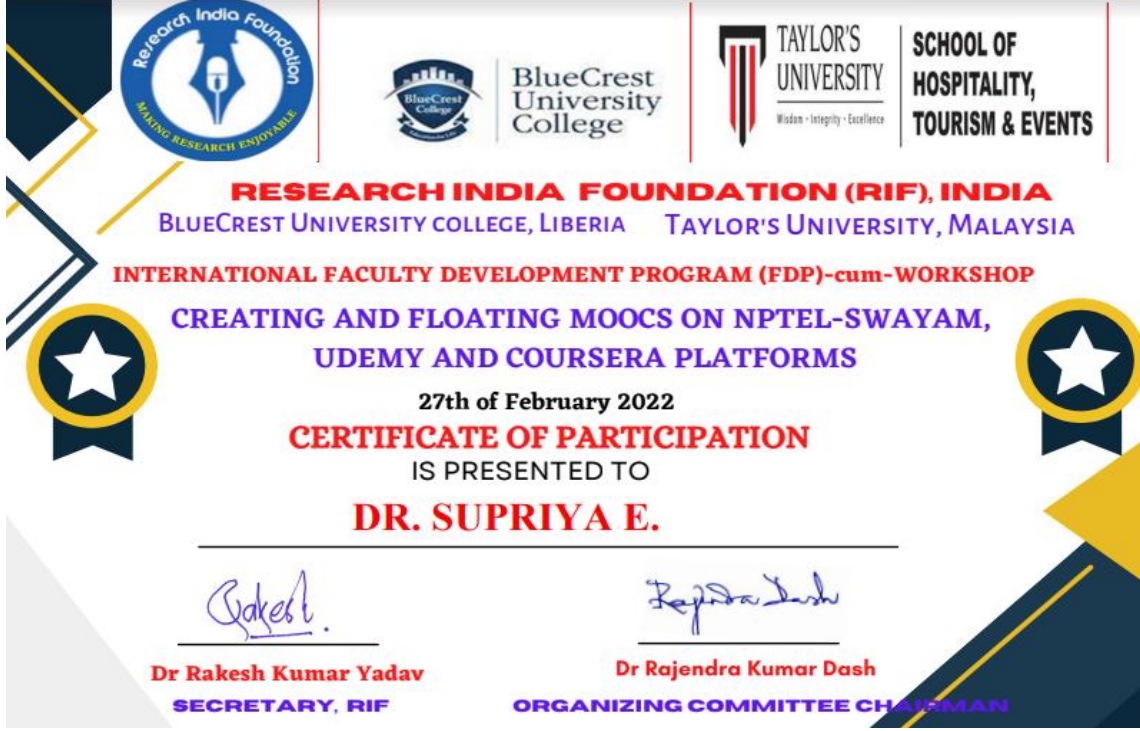 Research India Foundation
MAKING RESEARCH ENJOYABLE
BlueCrest
College
BlueCrest
University
College
TAYLOR'S
UNIVERSITY
Wisdom · Integrity · Excellence
SCHOOL OF
HOSPITALITY,
TOURISM & EVENTS
RESEARCH INDIA FOUNDATION (RIF), INDIA
BLUECREST UNIVERSITY COLLEGE, LIBERIA TAYLOR'S UNIVERSITY, MALAYSIA
INTERNATIONAL FACULTY DEVELOPMENT PROGRAM (FDP)-cum-WORKSHOP
CREATING AND FLOATING MOOCS ON NPTEL-SWAYAM,
UDEMY AND COURSERA PLATFORMS
27th of February 2022
CERTIFICATE OF PARTICIPATION
IS PRESENTED TO
DR. SUPRIYA E.
Rakesh.
Rajendra Dash
Dr Rakesh Kumar Yadav
Dr Rajendra Kumar Dash
SECRETARY, RIF
ORGANIZING COMMITTEE CHAIRMAN